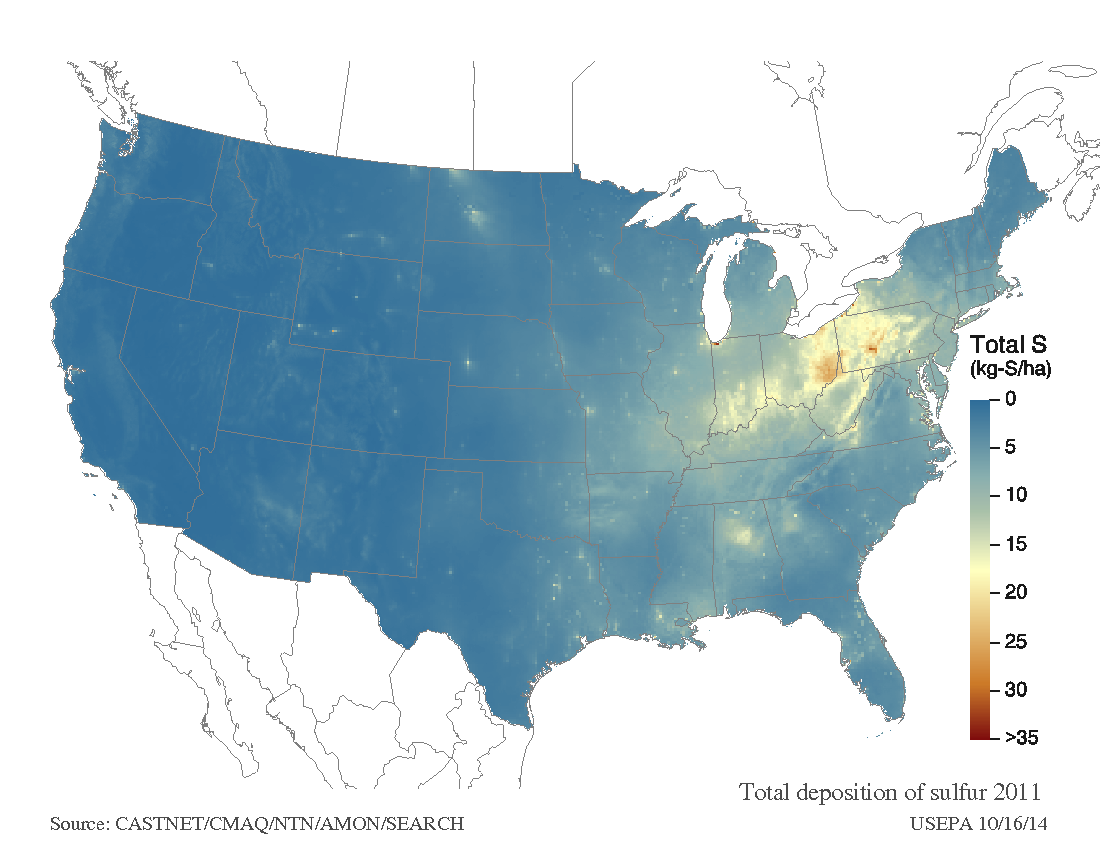 Total S
(kg-S/ha)
0
5
10
15
20
25
30
>35
Total deposition of sulfur 2011
Source: CASTNET/CMAQ/NTN/AMON/SEARCH
USEPA 10/16/14